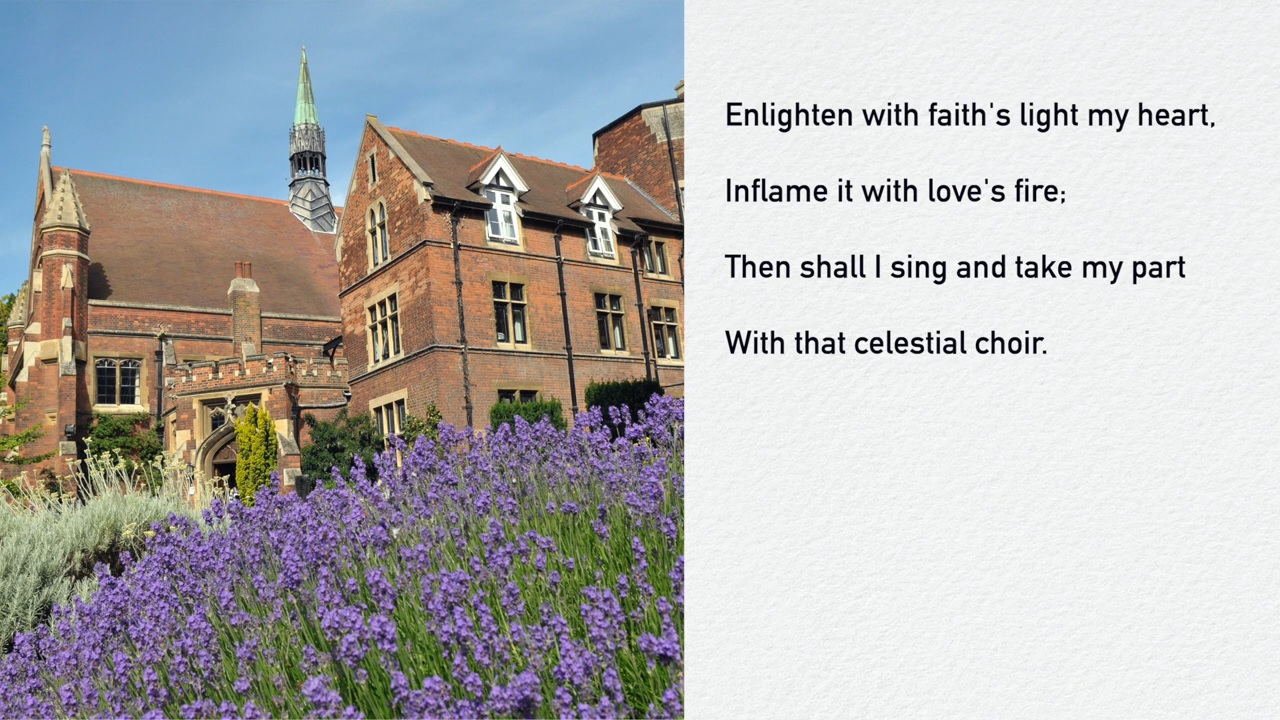 Enlighten with faith's light my heart,
Inflame it with love's fire;
Then shall I sing and take my part
With that celestial choir.